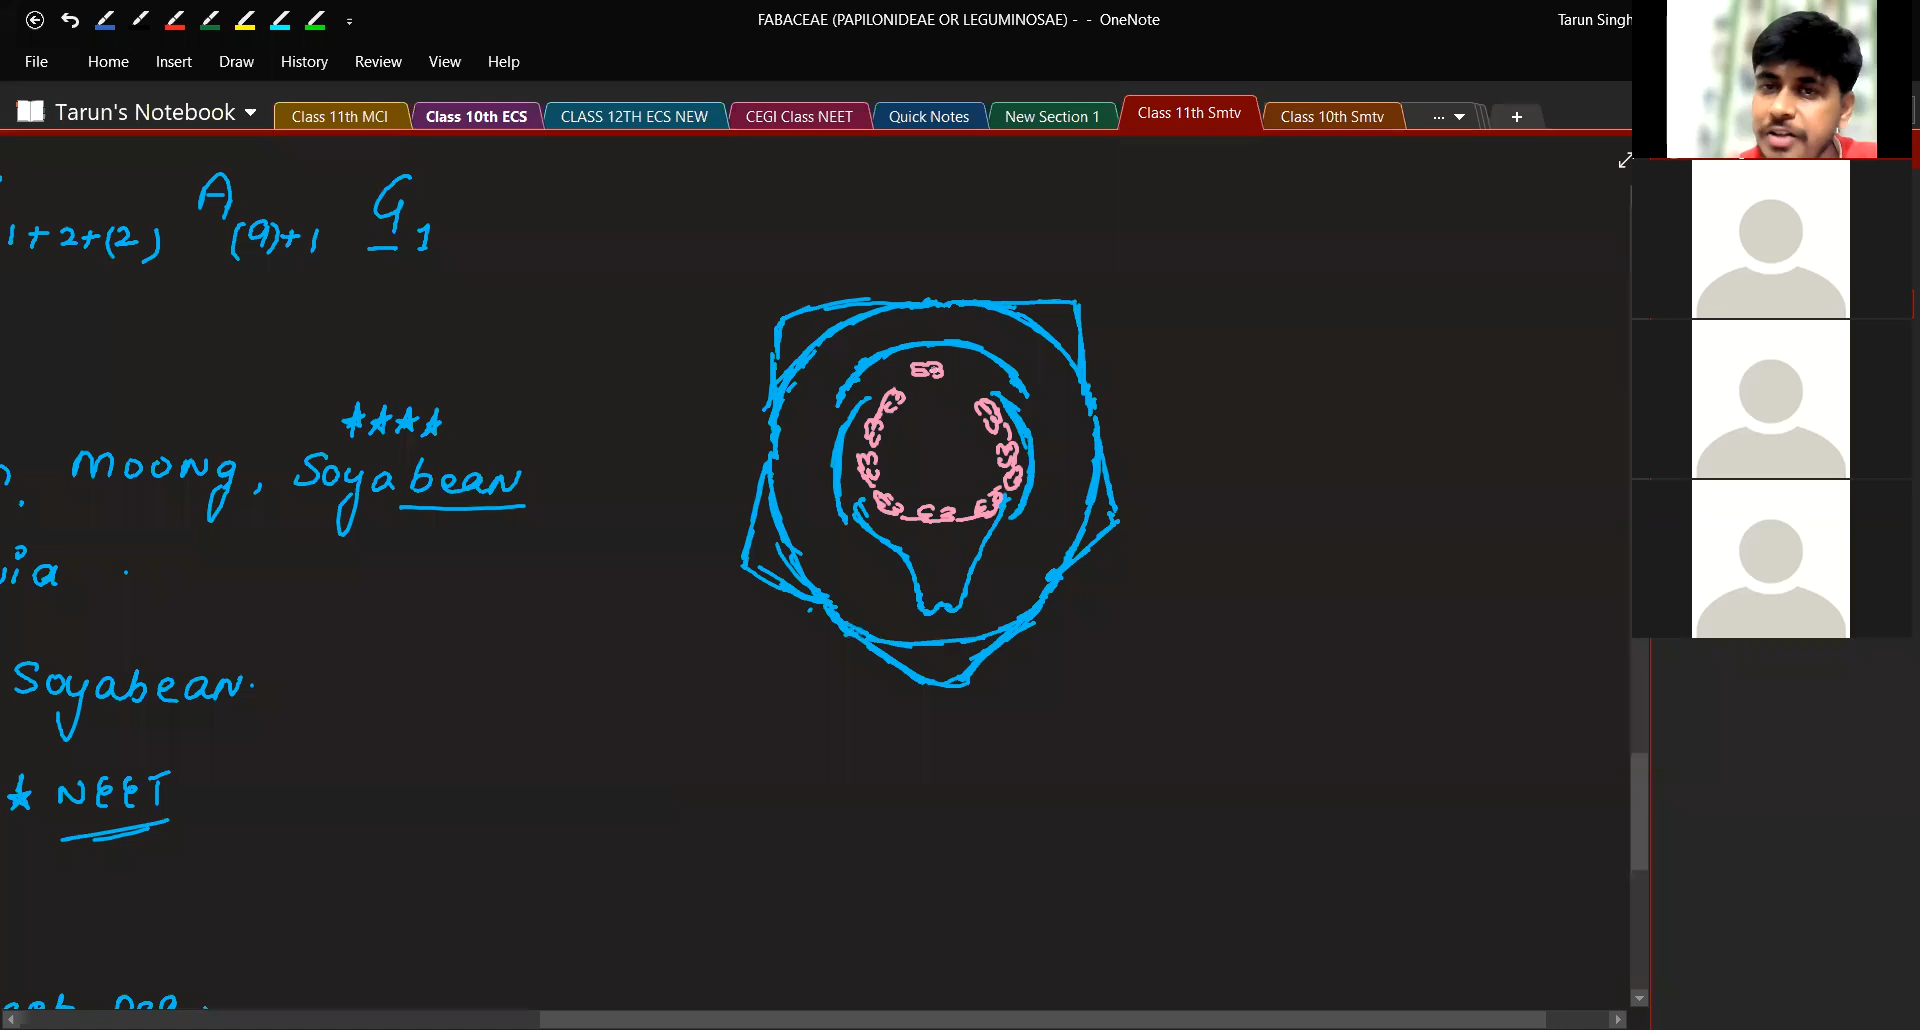 FABACEAE (PAPILONIDEAE OR LEGUMINOSAE) - - OneNote
Tarun Singh
File Home Insert Draw History Review View Help
Tarun's Notebook
Class 11th MCI Class 10th ECS CLASS 12TH ECS NEW CEGI Class NEET Quick Notes New Section 1 Class 11th Smtv Class 10th Smtv ... +
A G
1+2+(2) (9)+1 1
Moong, Soyabean
Soyabean.
NEET